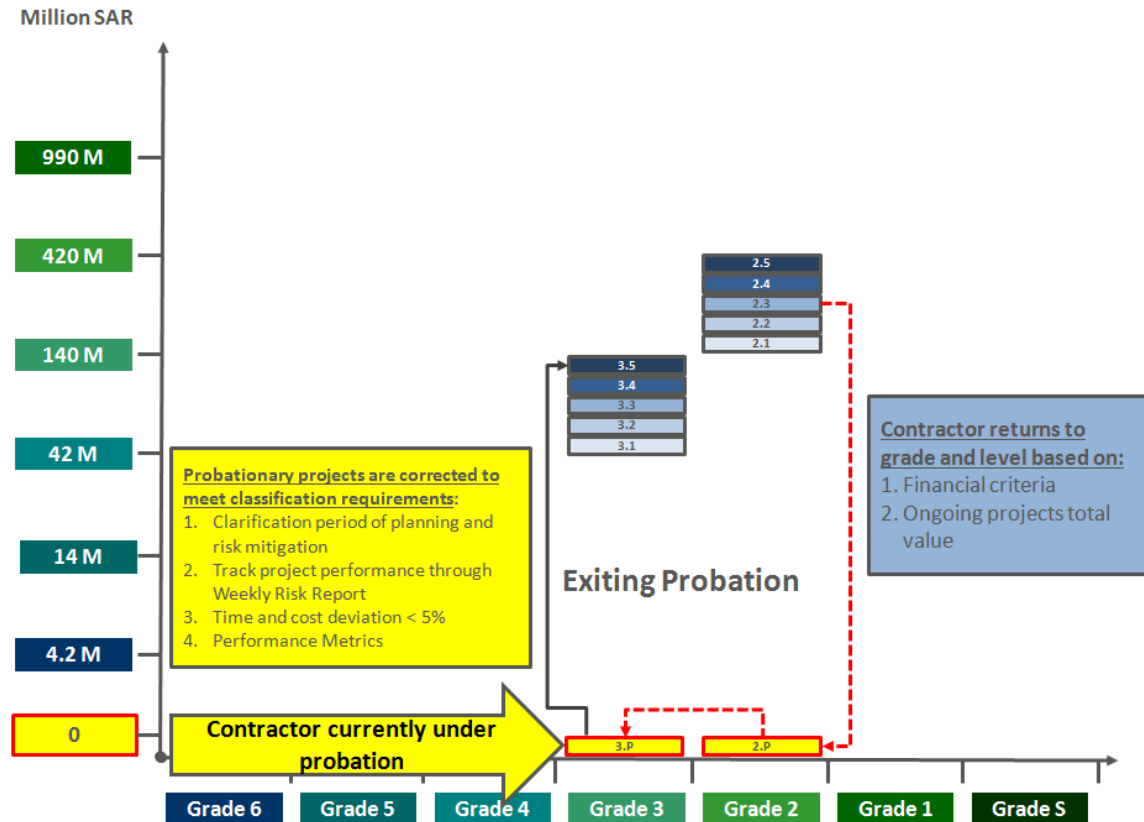 Million SAR
990 M
420 M
140 M
42 M
14 M
4.2 M
0
2.5
2.4
2.3
2.2
2.1
3.5
3.4
3.3
3.2
3.1
Probationary projects are corrected to
meet classification requirements:
1. Clarification period of planning and
risk mitigation
2. Track project performance through
Weekly Risk Report
3. Time and cost deviation < 5%
4. Performance Metrics
Contractor returns to
grade and level based on:
1. Financial criteria
2. Ongoing projects total
value
Exiting Probation
Contractor currently under
probation
3.P
2.P
Grade 6
Grade 5
Grade 4
Grade 3
Grade 2
Grade 1
Grade S